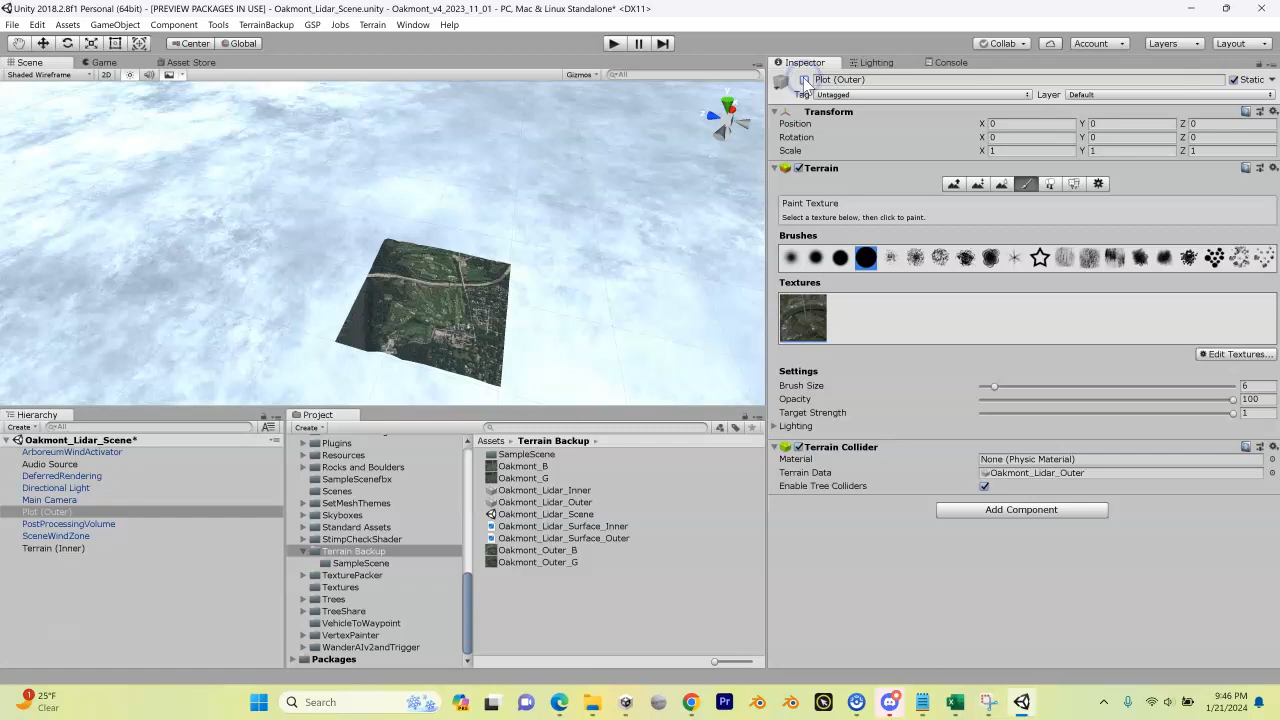 Unity 2018.2.8f1 Personal (64bit) - [PREVIEW PACKAGES IN USE] - Oakmont_Lidar_Scene.unity - Oakmont_v4_2023_11_01 - PC, Mac & Linux Standalone* <DX11>
File Edit Assets GameObject Component Tools TerrainBackup GSP Jobs Terrain Window Help
Center Global Collab Account Layers Layout
Scene Game Asset Store
Shaded Wireframe 2D Gizmos All
Inspector Lighting Console
Plot (Outer) Static
Tag Untagged Layer Default
Transform
Position X 0 Y 0 Z 0
Rotation X 0 Y 0 Z 0
Scale X 1 Y 1 Z 1
Terrain
Paint Texture
Select a texture below, then click to paint.
Brushes
Textures
Edit Textures...
Settings
Brush Size 6
Opacity 100
Target Strength 1
Lighting
Terrain Collider
Material None (Physic Material)
Terrain Data Oakmont_Lidar_Outer
Enable Tree Colliders
Add Component
Hierarchy
Create All
Oakmont_Lidar_Scene*
ArboreumWindActivator
Audio Source
DeferredRendering
Directional Light
Main Camera
Plot (Outer)
PostProcessingVolume
SceneWindZone
Terrain (Inner)
Project
Create
Plugins
Resources
Rocks and Boulders
SampleScenefbx
Scenes
SetMeshThemes
Skyboxes
Standard Assets
StimpCheckShader
Terrain Backup
SampleScene
TexturePacker
Textures
Trees
TreeShare
VehicleToWaypoint
VertexPainter
WanderAIv2andTrigger
Packages
Assets Terrain Backup
SampleScene
Oakmont_B
Oakmont_G
Oakmont_Lidar_Inner
Oakmont_Lidar_Outer
Oakmont_Lidar_Scene
Oakmont_Lidar_Surface_Inner
Oakmont_Lidar_Surface_Outer
Oakmont_Outer_B
Oakmont_Outer_G
1
25°F
Clear
Search
Pr
9:46 PM
1/21/2024